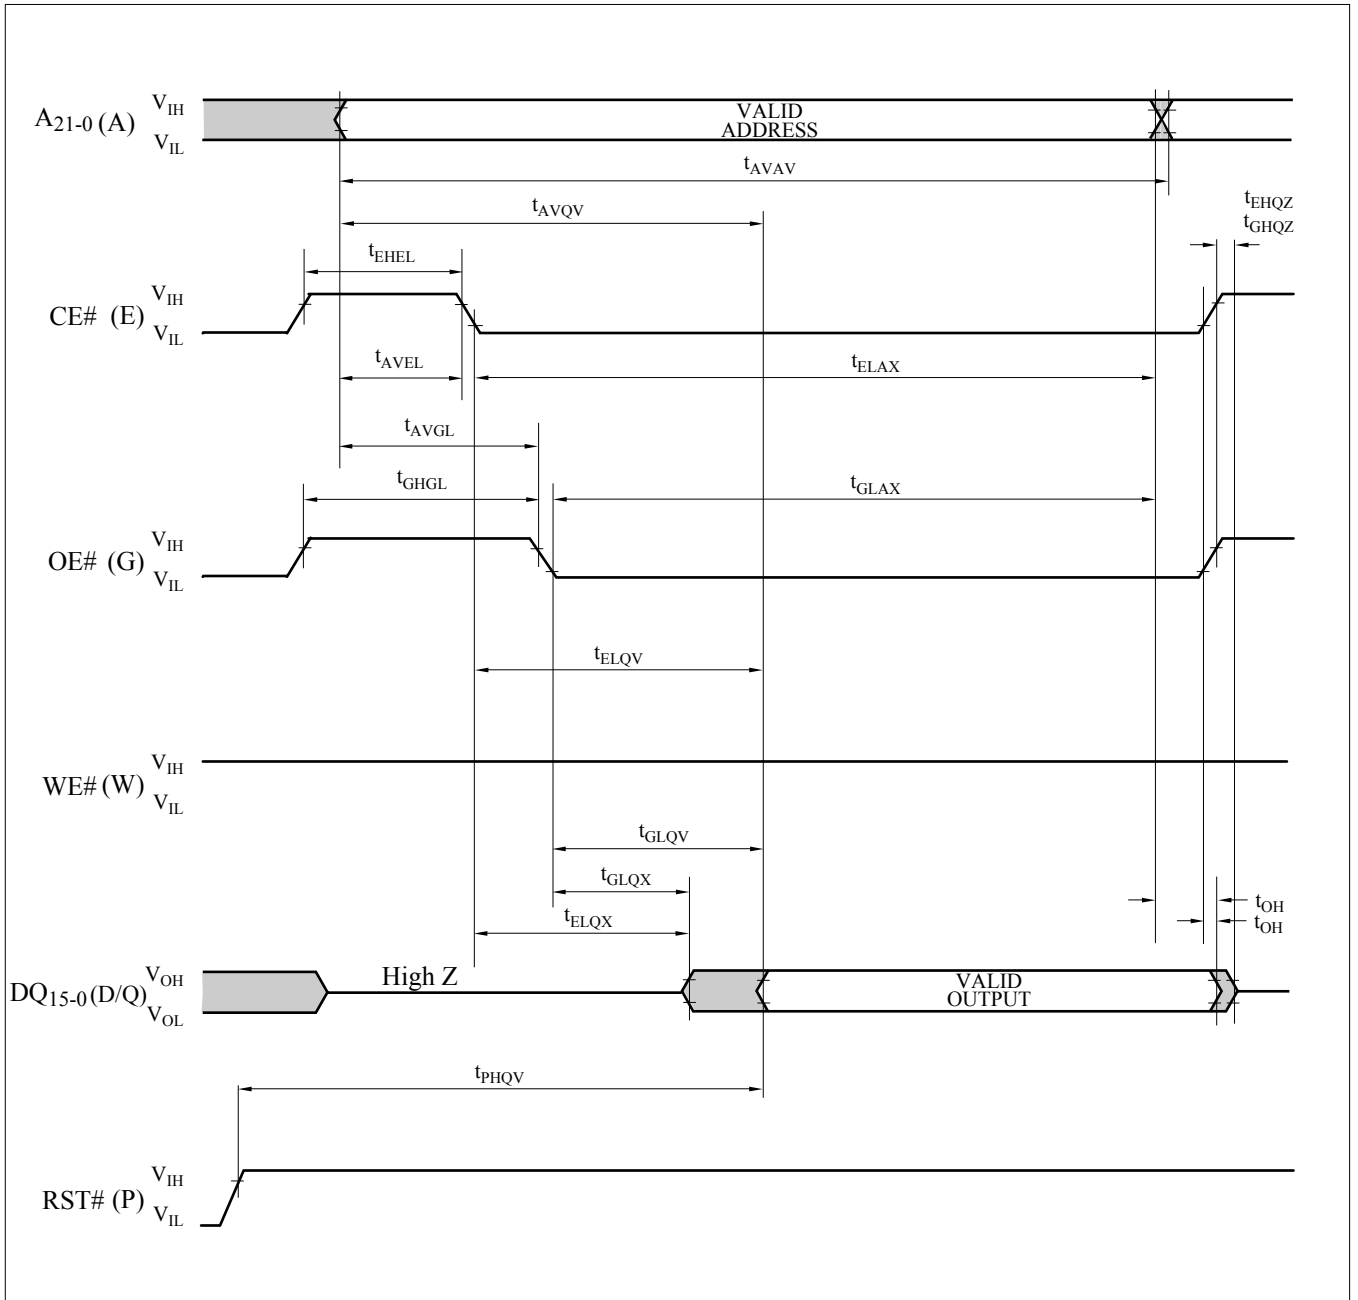 VIH
A21-0 (A)
VIL
VALID
ADDRESS
tAVAV
tAVQV
tEHQZ
tGHQZ
tEHEL
VIH
CE# (E)
VIL
tAVEL
tELAX
tAVGL
tGHGL
tGLAX
VIH
OE# (G)
VIL
tELQV
VIH
WE# (W)
VIL
tGLQV
tGLQX
tELQX
tOH
tOH
VOH
DQ15-0 (D/Q)
VOL
High Z
VALID
OUTPUT
tPHQV
VIH
RST# (P)
VIL